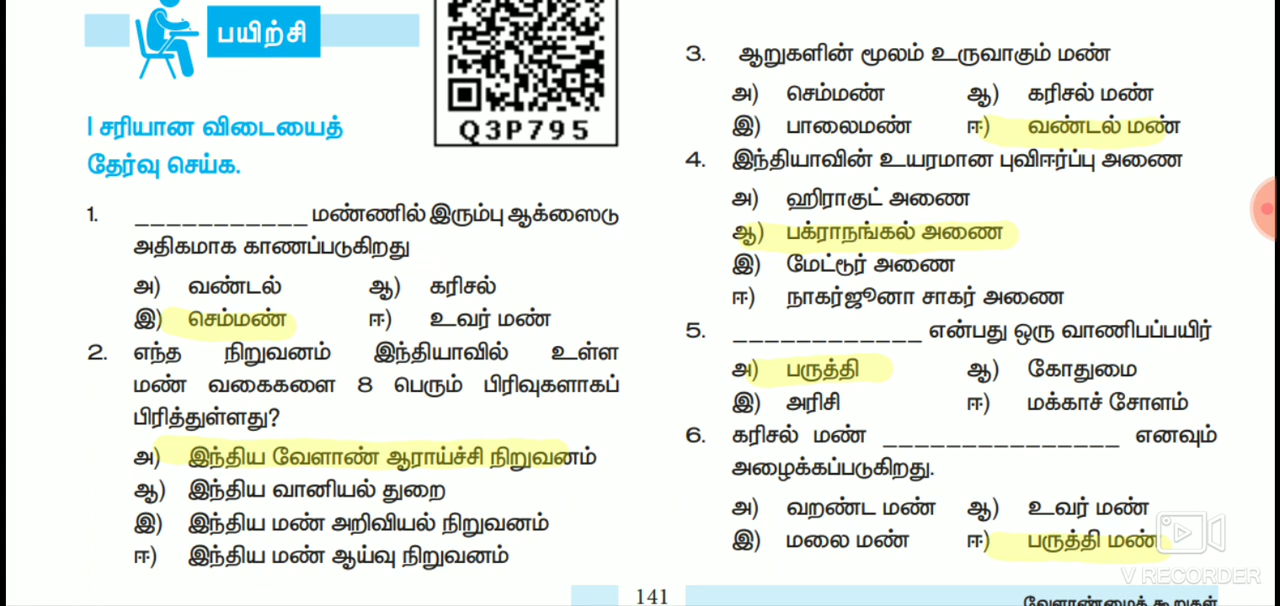 பயிற்சி
Q3P795
I சரியான விடையைத்
தேர்வு செய்க.
1. ____________ மண்ணில் இரும்பு ஆக்ஸைடு
அதிகமாக காணப்படுகிறது
அ) வண்டல் ஆ) கரிசல்
இ) செம்மண் ஈ) உவர் மண்
2. எந்த நிறுவனம் இந்தியாவில் உள்ள
மண் வகைகளை 8 பெரும் பிரிவுகளாகப்
பிரித்துள்ளது?
அ) இந்திய வேளாண் ஆராய்ச்சி நிறுவனம்
ஆ) இந்திய வானியல் துறை
இ) இந்திய மண் அறிவியல் நிறுவனம்
ஈ) இந்திய மண் ஆய்வு நிறுவனம்
3. ஆறுகளின் மூலம் உருவாகும் மண்
அ) செம்மண் ஆ) கரிசல் மண்
இ) பாலைமண் ஈ) வண்டல் மண்
4. இந்தியாவின் உயரமான புவிஈர்ப்பு அணை
அ) ஹிராகுட் அணை
ஆ) பக்ராநங்கல் அணை
இ) மேட்டூர் அணை
ஈ) நாகர்ஜூனா சாகர் அணை
5. ____________ என்பது ஒரு வாணிபப்பயிர்
அ) பருத்தி ஆ) கோதுமை
இ) அரிசி ஈ) மக்காச் சோளம்
6. கரிசல் மண் _______________ எனவும்
அழைக்கப்படுகிறது.
அ) வறண்ட மண் ஆ) உவர் மண்
இ) மலை மண் ஈ) பருத்தி மண்
V RECORDER
141
வேளாண்மைக் கூறுகள்